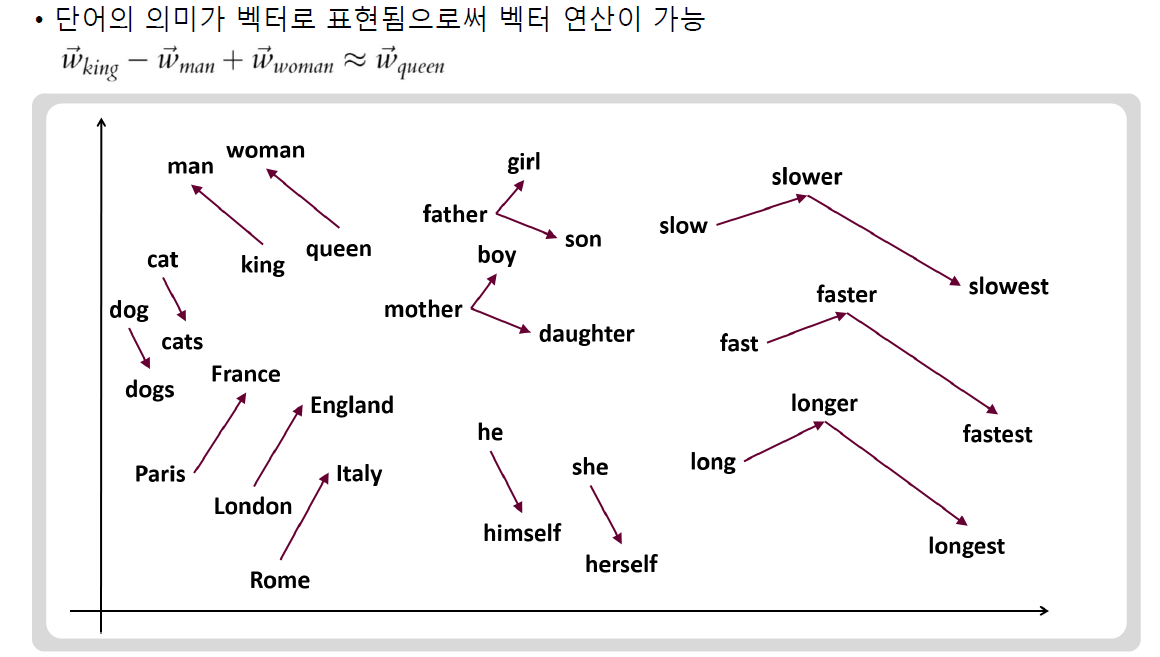 • 단어의 의미가 벡터로 표현됨으로써 벡터 연산이 가능
w⃗king − w⃗man + w⃗woman ≈ w⃗queen
woman
man
girl
slower
father
slow
son
queen
boy
cat
king
slowest
faster
dog
mother
daughter
cats
fast
France
dogs
England
longer
he
fastest
long
she
Paris
Italy
London
himself
longest
herself
Rome